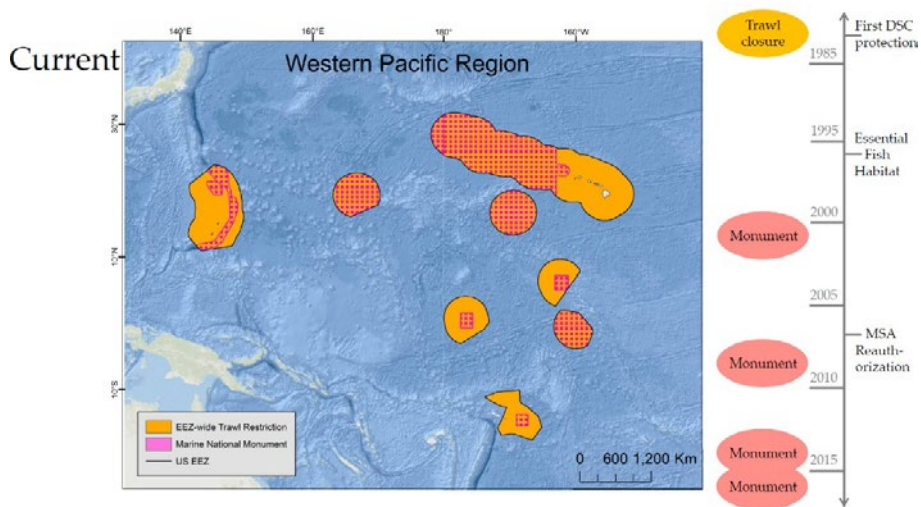 Current
140°E
160°E
180°
160°W
Western Pacific Region
30°N
10°N
10°S
EEZ-wide Trawl Restriction
Marine National Monument
US EEZ
0 600 1,200 Km
Trawl
closure
First DSC
protection
1985
1995
Essential
Fish
Habitat
2000
Monument
2005
MSA
Reauth-
orization
Monument
2010
Monument
2015
Monument